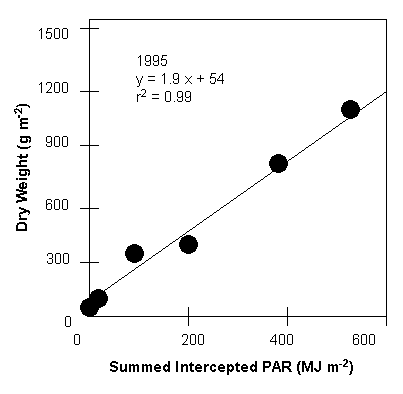 1500
1995
y = 1.9 x + 54
r² = 0.99
1200
900
600
300
0
Dry Weight (g m⁻²)
0 200 400 600
Summed Intercepted PAR (MJ m⁻²)